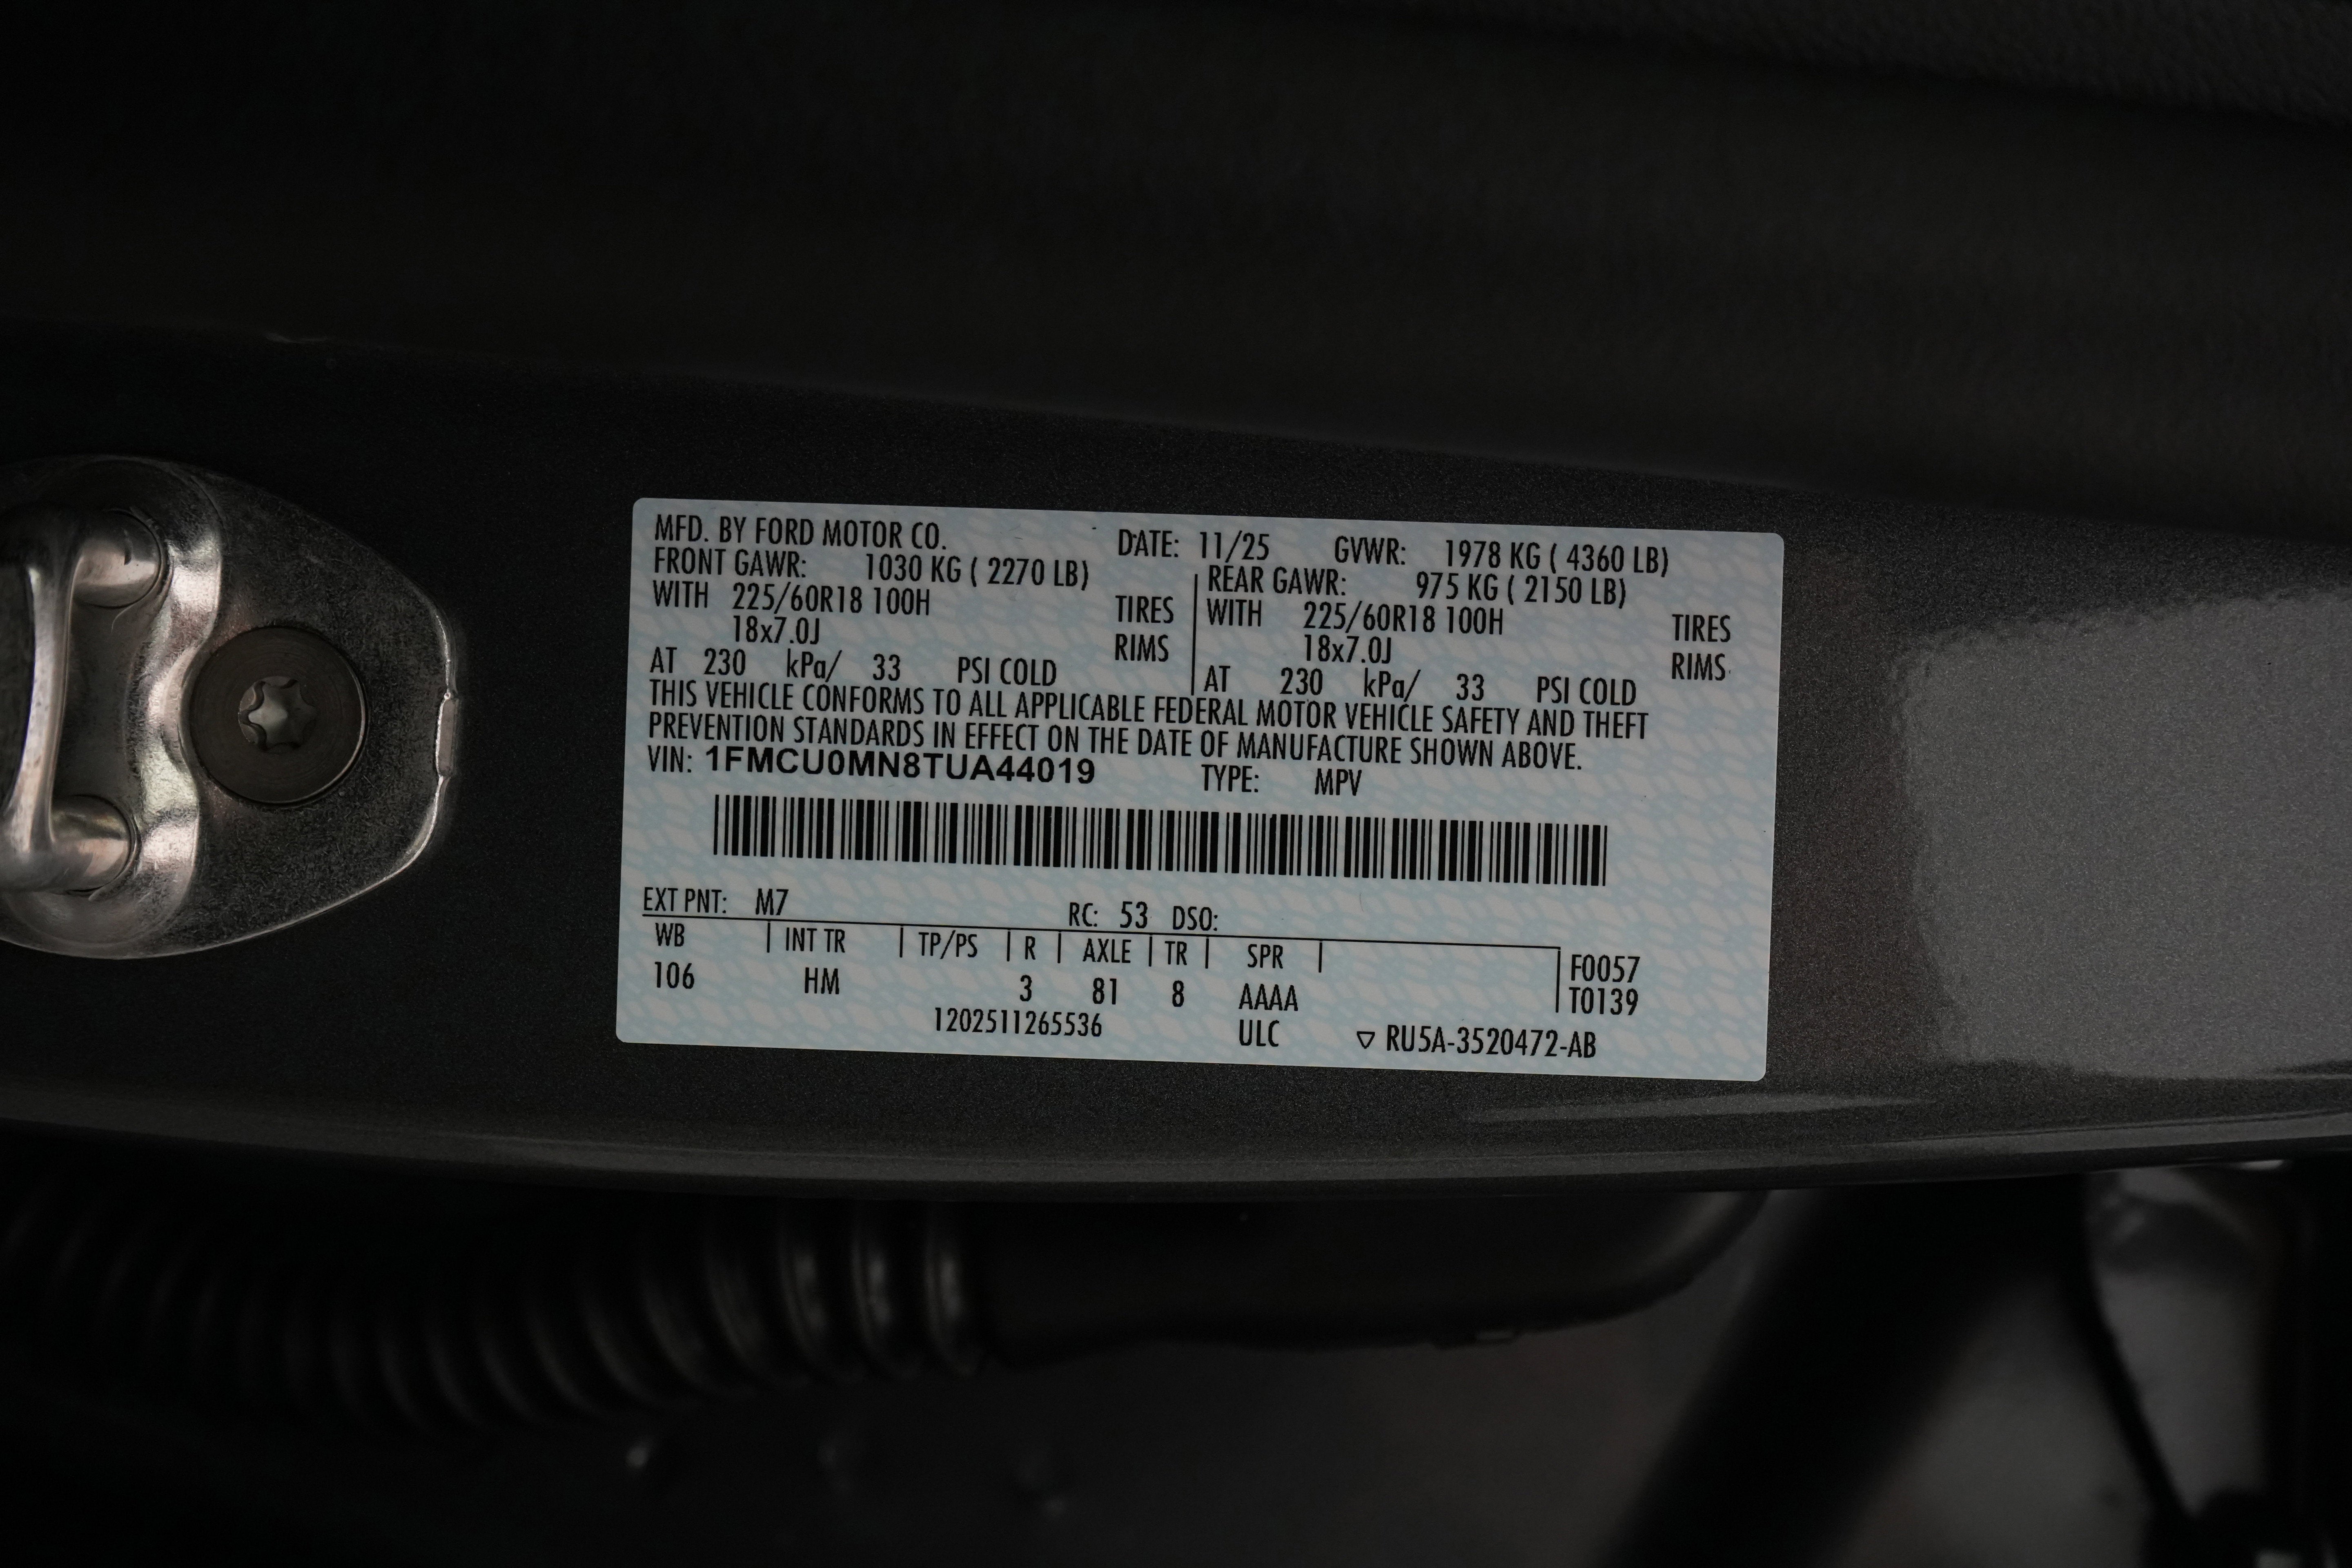 MFD. BY FORD MOTOR CO. DATE: 11/25 GVWR: 1978 KG ( 4360 LB)
FRONT GAWR: 1030 KG ( 2270 LB) REAR GAWR: 975 KG ( 2150 LB)
WITH 225/60R18 100H TIRES WITH 225/60R18 100H TIRES
18x7.0J RIMS 18x7.0J RIMS
AT 230 kPa/ 33 PSI COLD AT 230 kPa/ 33 PSI COLD
THIS VEHICLE CONFORMS TO ALL APPLICABLE FEDERAL MOTOR VEHICLE SAFETY AND THEFT
PREVENTION STANDARDS IN EFFECT ON THE DATE OF MANUFACTURE SHOWN ABOVE.
VIN: 1FMCU0MN8TUA44019 TYPE: MPV
EXT PNT: M7 RC: 53 DSO:
WB | INT TR | TP/PS | R | AXLE | TR | SPR | F0057
106 HM 3 81 8 AAAA T0139
1202511265536 ULC ▽ RU5A-3520472-AB